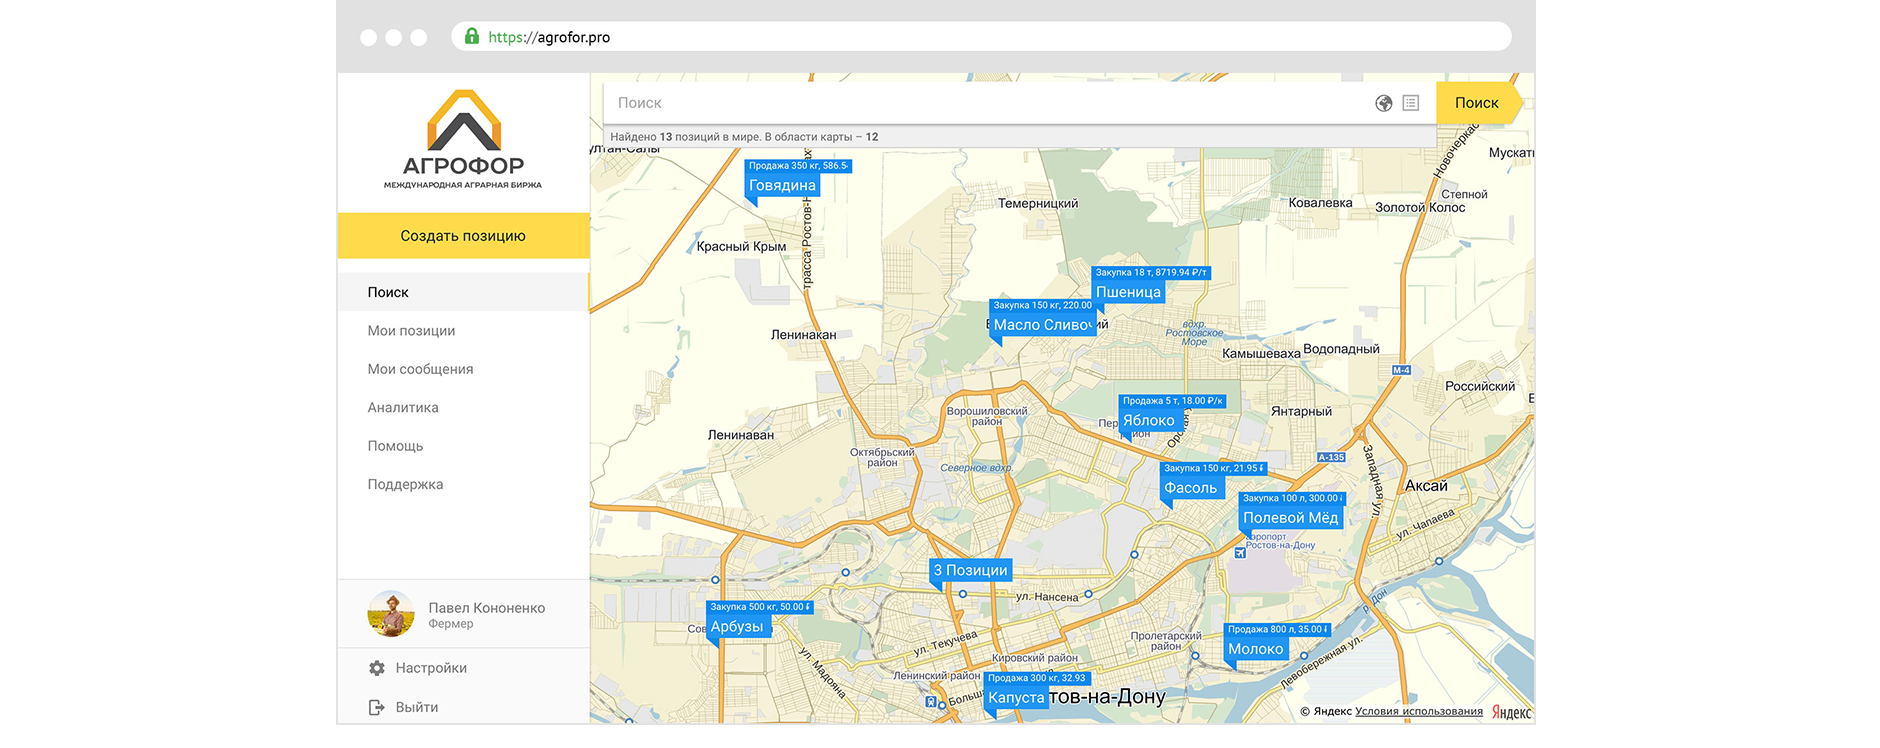 https://agrofor.pro
АГРОФОР
МЕЖДУНАРОДНАЯ АГРАРНАЯ БИРЖА
Создать позицию
Поиск
Мои позиции
Мои сообщения
Аналитика
Помощь
Поддержка
Павел Кононенко
Фермер
Настройки
Выйти
Поиск
Поиск
Найдено 13 позиций в мире. В области карты – 12
Мускат
Новочеркас
Степной
Золотой Колос
Ковалевка
Темерницкий
Продажа 350 кг, 586.5
Говядина
трасса Ростов-Н
Красный Крым
Закупка 18 т, 8719.94 ₽/т
Пшеница
Закупка 150 кг, 220.00
Масло Сливоч
вдхр.
Ростовское
Море
Ленинакан
Камышеваха
Водопадный
М-4
Российский
Продажа 5 т, 18.00 ₽/к
Яблоко
Янтарный
Ворошиловский
район
Ленинаван
Октябрьский
район
Северное вдхр.
А-135
Западная ул.
Закупка 150 кг, 21.95
Фасоль
Аксай
Закупка 100 л, 300.00
Полевой Мёд
ул. Чапаева
аэропорт
Ростов-на-Дону
3 Позиции
ул. Нансена
р. Дон
Закупка 500 кг, 50.00
Арбузы
Сов
ул. Текучева
Пролетарский
район
Продажа 800 л, 35.00
Молоко
Левобережная ул.
Кировский район
Ленинский район
ул. Мадояна
Больш
Продажа 300 кг, 32.93
Капуста
тов-на-Дону
© Яндекс Условия использования Яндекс